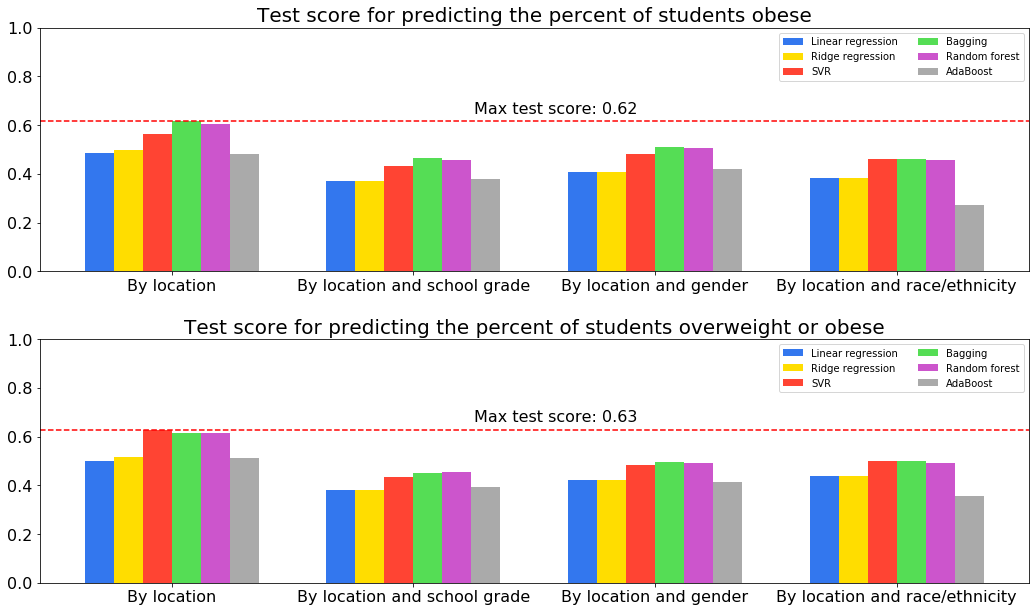 Test score for predicting the percent of students obese
1.0
0.8
0.6
0.4
0.2
0.0
Linear regression
Ridge regression
SVR
Bagging
Random forest
AdaBoost
Max test score: 0.62
By location
By location and school grade
By location and gender
By location and race/ethnicity
Test score for predicting the percent of students overweight or obese
1.0
0.8
0.6
0.4
0.2
0.0
Linear regression
Ridge regression
SVR
Bagging
Random forest
AdaBoost
Max test score: 0.63
By location
By location and school grade
By location and gender
By location and race/ethnicity